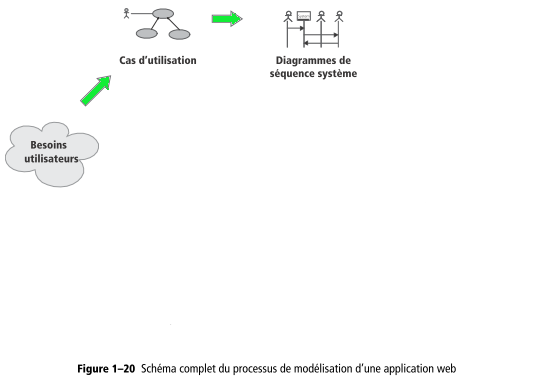 Cas d'utilisation
Diagrammes de
séquence système
Besoins
utilisateurs
Figure 1–20 Schéma complet du processus de modélisation d'une application web